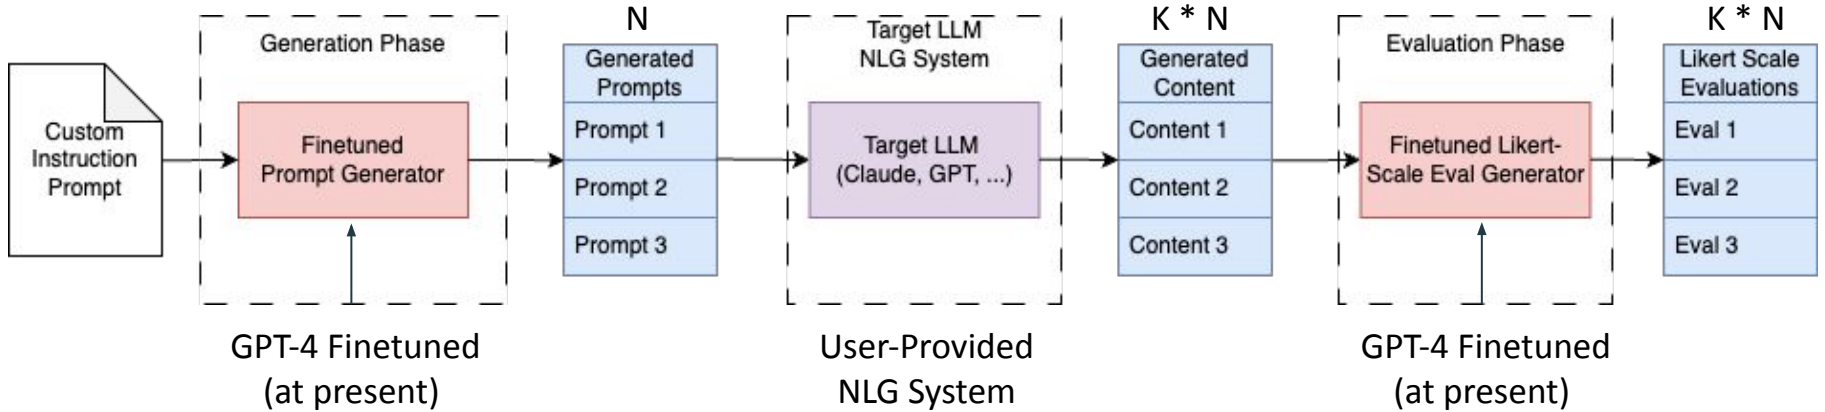 Custom
Instruction
Prompt
Generation Phase
Finetuned
Prompt Generator
GPT-4 Finetuned
(at present)
N
Generated
Prompts
Prompt 1
Prompt 2
Prompt 3
Target LLM
NLG System
Target LLM
(Claude, GPT, ...)
User-Provided
NLG System
K * N
Generated
Content
Content 1
Content 2
Content 3
Evaluation Phase
Finetuned Likert-
Scale Eval Generator
GPT-4 Finetuned
(at present)
K * N
Likert Scale
Evaluations
Eval 1
Eval 2
Eval 3